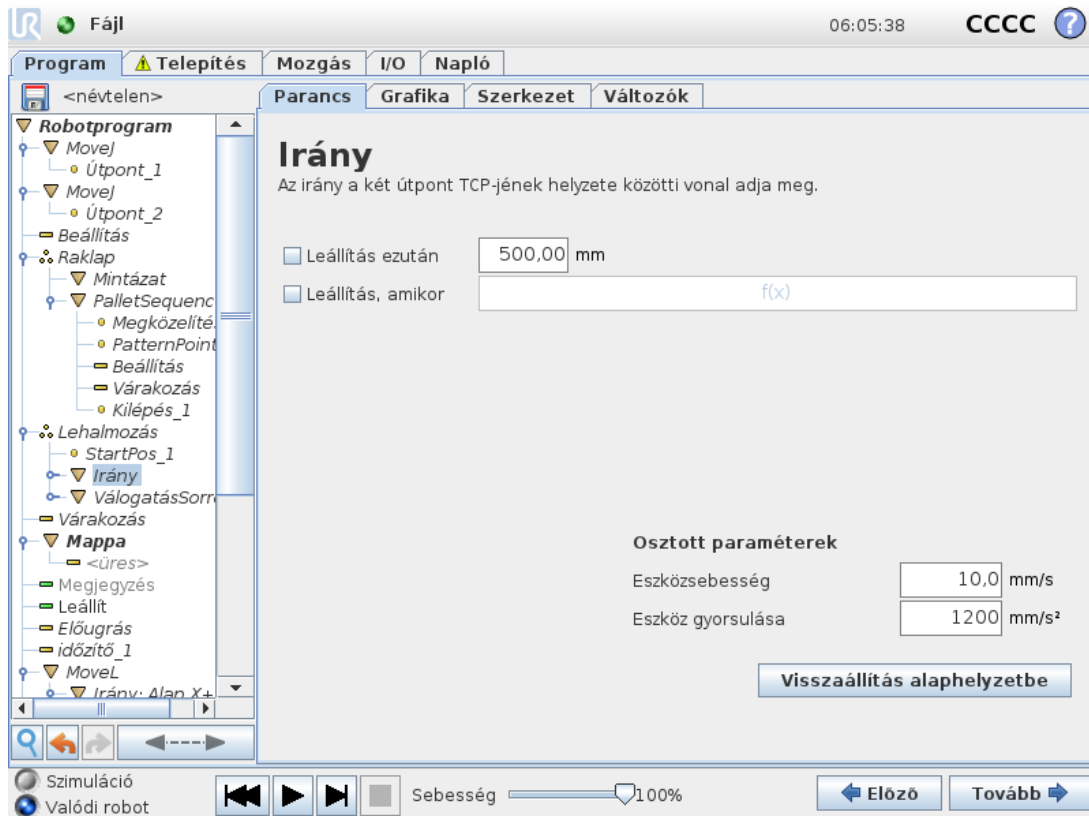 Fájl
06:05:38
CCCC
?
Program
Telepítés
Mozgás
I/O
Napló
<névtelen>
Parancs
Grafika
Szerkezet
Változók
Robotprogram
MoveJ
Útpont_1
MoveJ
Útpont_2
Beállítás
Raklap
Mintázat
PalletSequenc
Megközelítés
PatternPoint
Beállítás
Várakozás
Kilépés_1
Lehalmozás
StartPos_1
Irány
VálogatásSorre
Várakozás
Mappa
<üres>
Megjegyzés
Leállít
Előugrás
időzítő_1
MoveL
Irány: Alap X+
Irány
Az irány a két útpont TCP-jének helyzete közötti vonal adja meg.
Leállítás ezután 500,00 mm
Leállítás, amikor f(x)
Osztott paraméterek
Eszközsebesség 10,0 mm/s
Eszköz gyorsulása 1200 mm/s²
Visszaállítás alaphelyzetbe
Szimuláció
Valódi robot
Sebesség 100%
Előző
Tovább